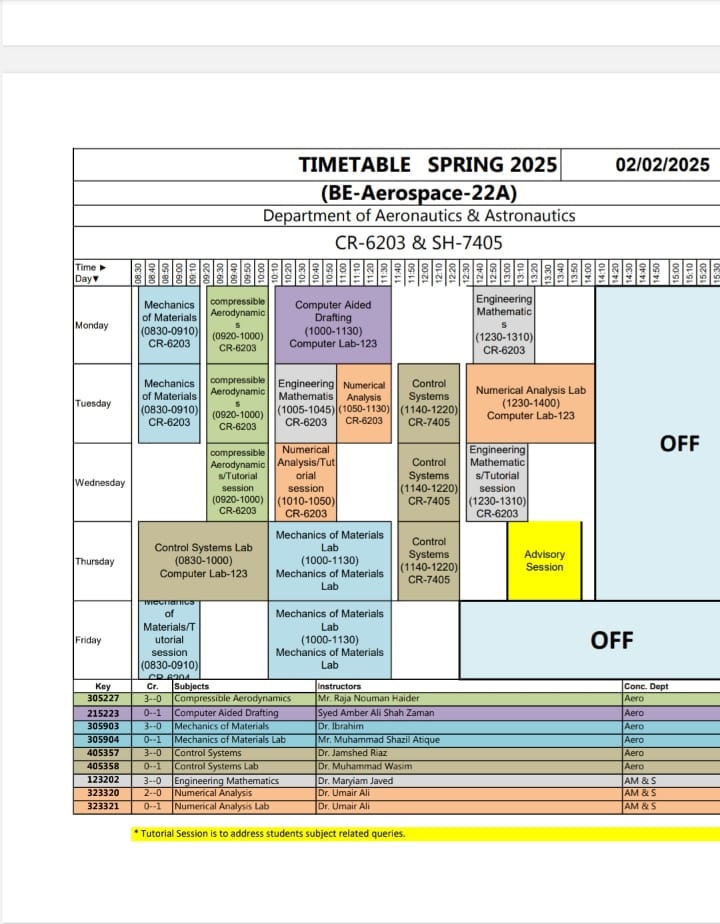 TIMETABLE SPRING 2025 02/02/2025
(BE-Aerospace-22A)
Department of Aeronautics & Astronautics
CR-6203 & SH-7405
Time ►
Day▼
08:30 08:40 08:50 09:00 09:10 09:20 09:30 09:40 09:50 10:00 10:10 10:20 10:30 10:40 10:50 11:00 11:10 11:20 11:30 11:40 11:50 12:00 12:10 12:20 12:30 12:40 12:50 13:00 13:10 13:20 13:30 13:40 13:50 14:00 14:10 14:20 14:30 14:40 14:50 15:00 15:10 15:20 15:30
Monday
Mechanics
of Materials
(0830-0910)
CR-6203
compressible
Aerodynamic
s
(0920-1000)
CR-6203
Computer Aided
Drafting
(1000-1130)
Computer Lab-123
Engineering
Mathematic
s
(1230-1310)
CR-6203
Tuesday
Mechanics
of Materials
(0830-0910)
CR-6203
compressible
Aerodynamic
s
(0920-1000)
CR-6203
Engineering
Mathematis
(1005-1045)
CR-6203
Numerical
Analysis
(1050-1130)
CR-6203
Control
Systems
(1140-1220)
CR-7405
Numerical Analysis Lab
(1230-1400)
Computer Lab-123
OFF
Wednesday
compressible
Aerodynamic
s/Tutorial
session
(0920-1000)
CR-6203
Numerical
Analysis/Tut
orial
session
(1010-1050)
CR-6203
Control
Systems
(1140-1220)
CR-7405
Engineering
Mathematic
s/Tutorial
session
(1230-1310)
CR-6203
Thursday
Control Systems Lab
(0830-1000)
Computer Lab-123
Mechanics of Materials
Lab
(1000-1130)
Mechanics of Materials
Lab
Control
Systems
(1140-1220)
CR-7405
Advisory
Session
Friday
Mechanics
of
Materials/T
utorial
session
(0830-0910)
CR-6204
Mechanics of Materials
Lab
(1000-1130)
Mechanics of Materials
Lab
OFF
Key Cr. Subjects Instructors Conc. Dept
305227 3--0 Compressible Aerodynamics Mr. Raja Nouman Haider Aero
215223 0--1 Computer Aided Drafting Syed Amber Ali Shah Zaman Aero
305903 3--0 Mechanics of Materials Dr. Ibrahim Aero
305904 0--1 Mechanics of Materials Lab Mr. Muhammad Shazil Atique Aero
405357 3--0 Control Systems Dr. Jamshed Riaz Aero
405358 0--1 Control Systems Lab Dr. Muhammad Wasim Aero
123202 3--0 Engineering Mathematics Dr. Maryiam Javed AM & S
323320 2--0 Numerical Analysis Dr. Umair Ali AM & S
323321 0--1 Numerical Analysis Lab Dr. Umair Ali AM & S
* Tutorial Session is to address students subject related queries.